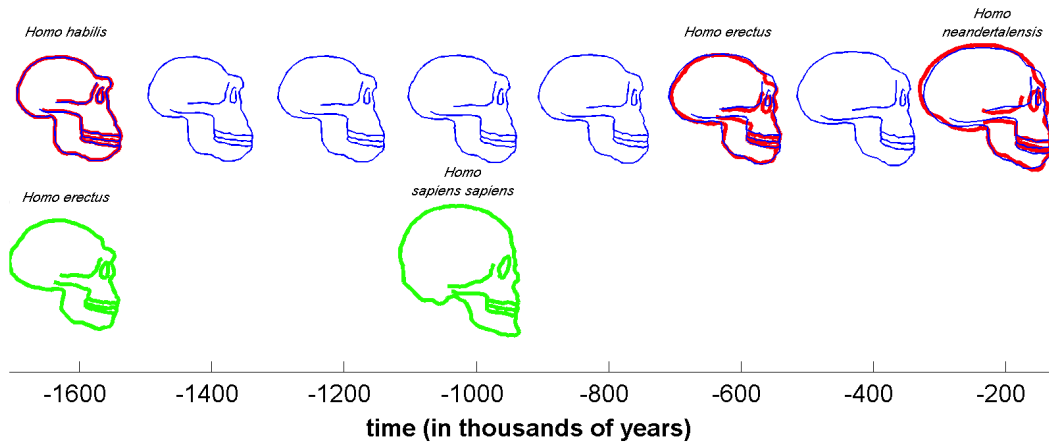 Homo habilis
Homo erectus
Homo
neandertalensis
Homo erectus
Homo
sapiens sapiens
-1600
-1400
-1200
-1000
-800
-600
-400
-200
time (in thousands of years)